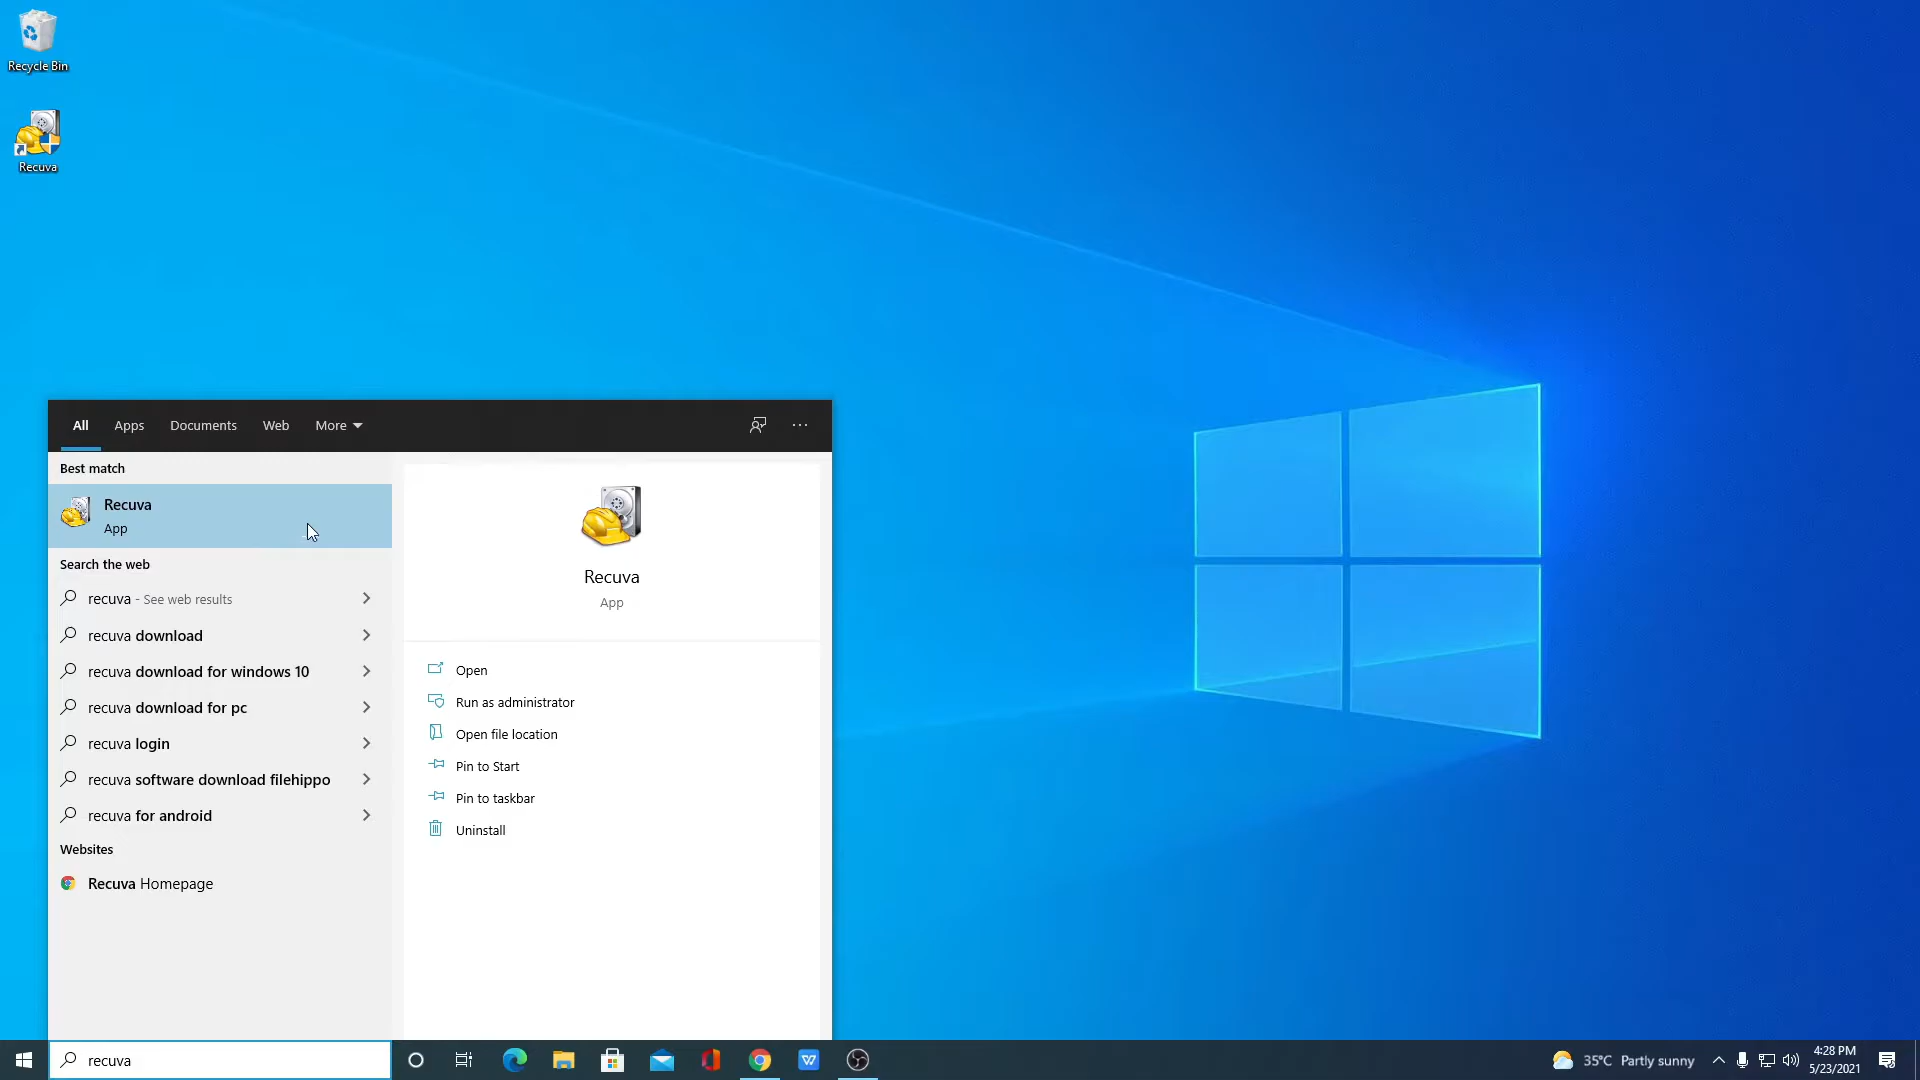 Recycle Bin
Recuva
All Apps Documents Web More
Best match
Recuva
App
Search the web
recuva - See web results
recuva download
recuva download for windows 10
recuva download for pc
recuva login
recuva software download filehippo
recuva for android
Websites
Recuva Homepage
Recuva
App
Open
Run as administrator
Open file location
Pin to Start
Pin to taskbar
Uninstall
recuva
35°C Partly sunny
4:28 PM
5/23/2021